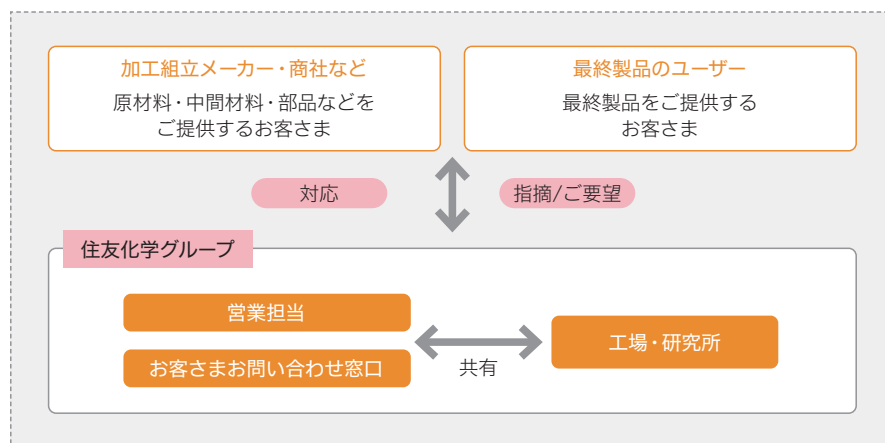 加工組立メーカー・商社など
原材料・中間材料・部品などを
ご提供するお客さま
最終製品のユーザー
最終製品をご提供する
お客さま
対応
指摘/ご要望
住友化学グループ
営業担当
お客さまお問い合わせ窓口
共有
工場・研究所